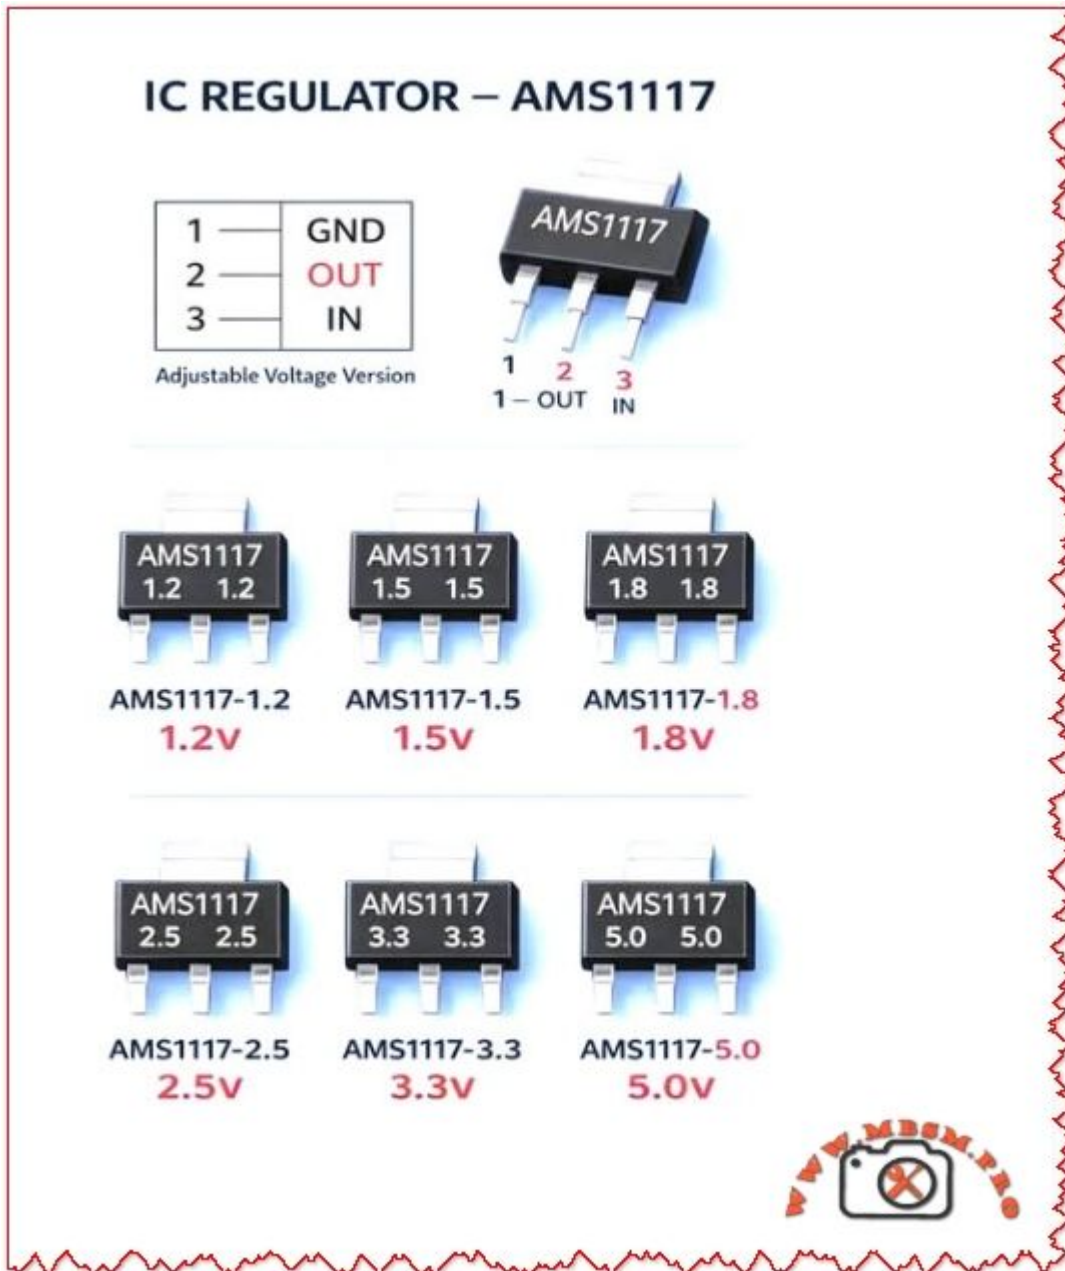 IC REGULATOR – AMS1117
1 GND
2 OUT
3 IN
Adjustable Voltage Version
AMS1117
1 2 3
1 – OUT IN
AMS1117 AMS1117 AMS1117
1.2 1.2 1.5 1.5 1.8 1.8
AMS1117-1.2 AMS1117-1.5 AMS1117-1.8
1.2V 1.5V 1.8V
AMS1117 AMS1117 AMS1117
2.5 2.5 3.3 3.3 5.0 5.0
AMS1117-2.5 AMS1117-3.3 AMS1117-5.0
2.5V 3.3V 5.0V
WWW.MBSM.PRO